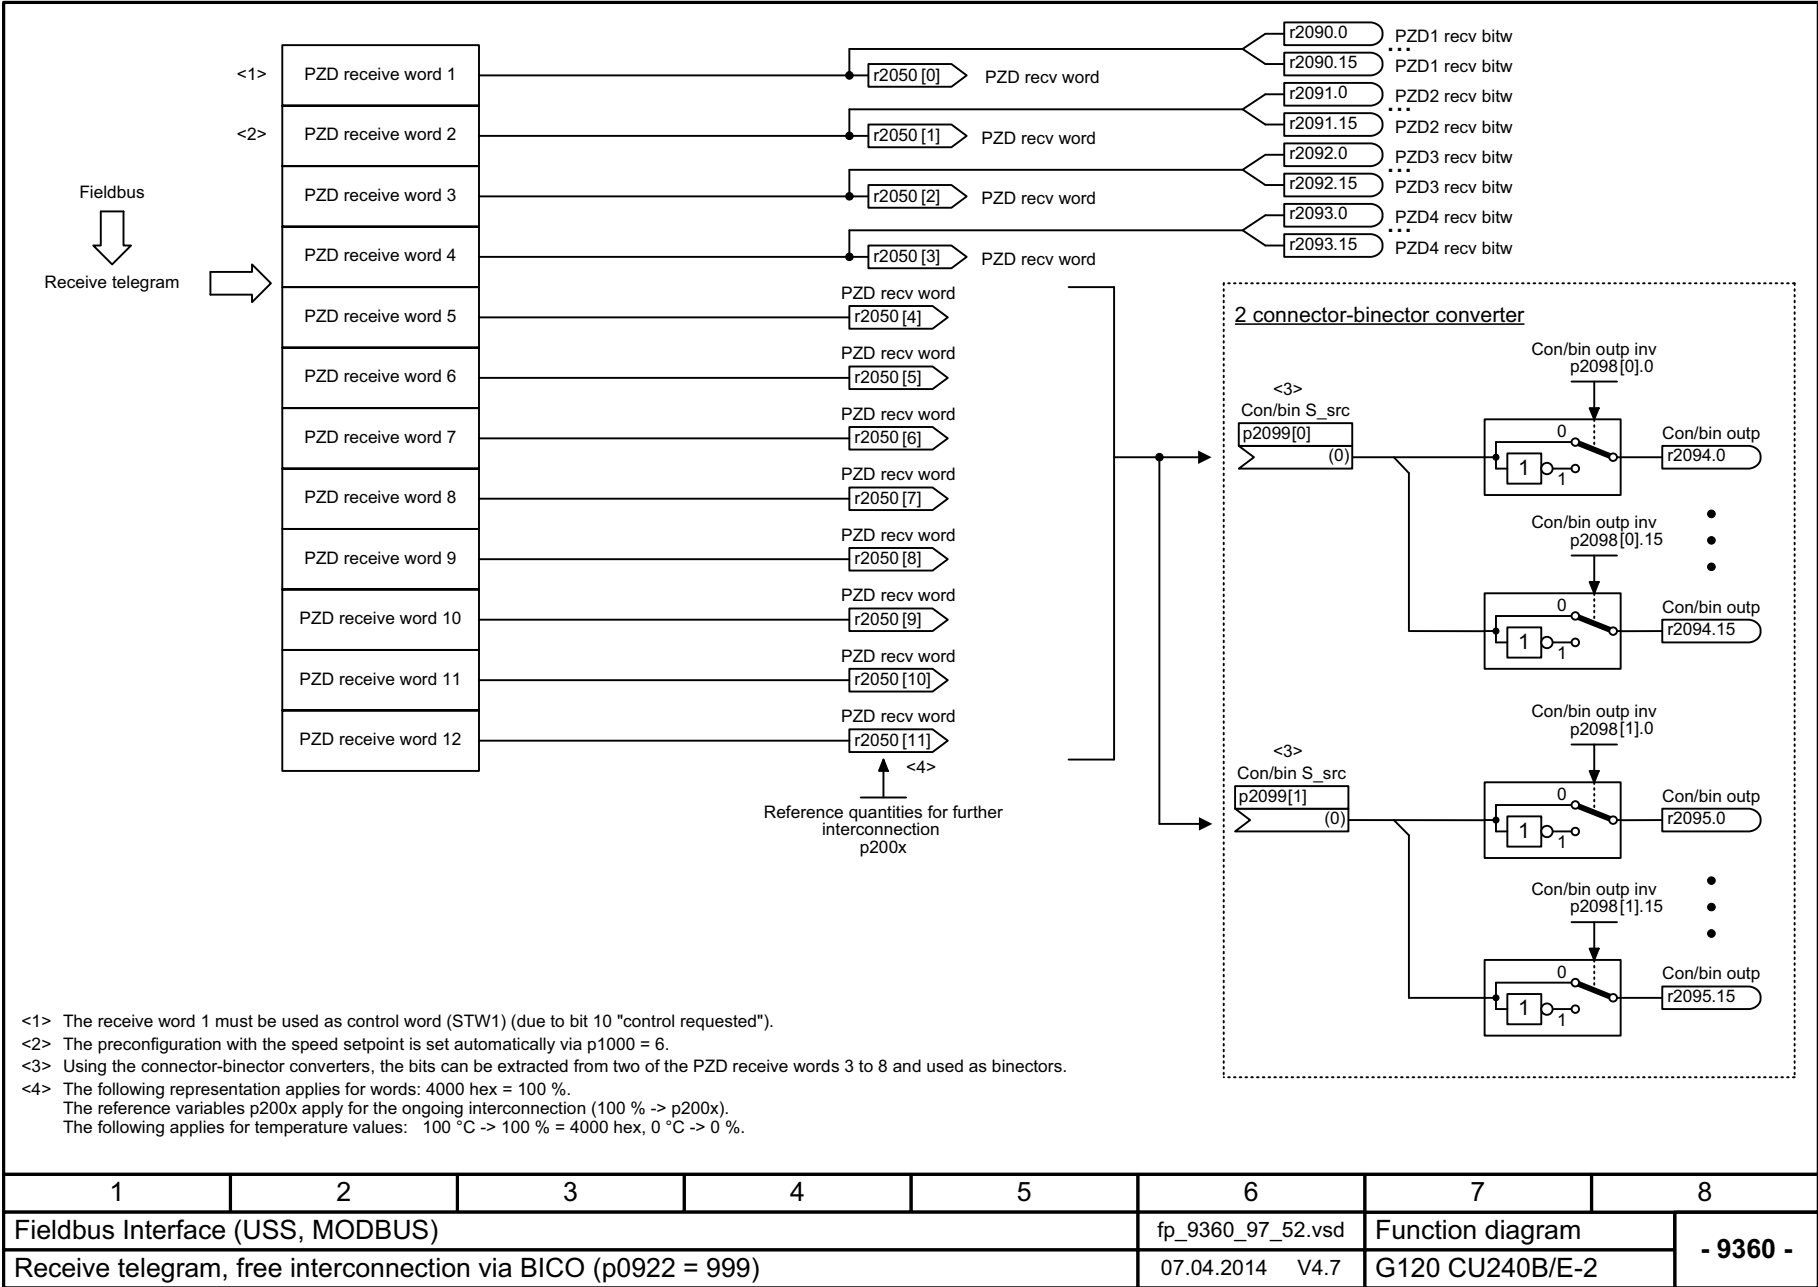 Fieldbus
Receive telegram
<1>
<2>
PZD receive word 1
PZD receive word 2
PZD receive word 3
PZD receive word 4
PZD receive word 5
PZD receive word 6
PZD receive word 7
PZD receive word 8
PZD receive word 9
PZD receive word 10
PZD receive word 11
PZD receive word 12
r2050 [0] PZD recv word
r2050 [1] PZD recv word
r2050 [2] PZD recv word
r2050 [3] PZD recv word
PZD recv word
r2050 [4]
PZD recv word
r2050 [5]
PZD recv word
r2050 [6]
PZD recv word
r2050 [7]
PZD recv word
r2050 [8]
PZD recv word
r2050 [9]
PZD recv word
r2050 [10]
PZD recv word
r2050 [11]
<4>
Reference quantities for further
interconnection
p200x
r2090.0 PZD1 recv bitw
...
r2090.15 PZD1 recv bitw
r2091.0 PZD2 recv bitw
...
r2091.15 PZD2 recv bitw
r2092.0 PZD3 recv bitw
...
r2092.15 PZD3 recv bitw
r2093.0 PZD4 recv bitw
...
r2093.15 PZD4 recv bitw
2 connector-binector converter
<3>
Con/bin S_src
p2099[0]
(0)
Con/bin outp inv
p2098[0].0
0
1
1
Con/bin outp
r2094.0
Con/bin outp inv
p2098[0].15
0
1
1
Con/bin outp
r2094.15
<3>
Con/bin S_src
p2099[1]
(0)
Con/bin outp inv
p2098[1].0
0
1
1
Con/bin outp
r2095.0
Con/bin outp inv
p2098[1].15
0
1
1
Con/bin outp
r2095.15
<1> The receive word 1 must be used as control word (STW1) (due to bit 10 "control requested").
<2> The preconfiguration with the speed setpoint is set automatically via p1000 = 6.
<3> Using the connector-binector converters, the bits can be extracted from two of the PZD receive words 3 to 8 and used as binectors.
<4> The following representation applies for words: 4000 hex = 100 %.
The reference variables p200x apply for the ongoing interconnection (100 % -> p200x).
The following applies for temperature values: 100 °C -> 100 % = 4000 hex, 0 °C -> 0 %.
1 2 3 4 5 6 7 8
Fieldbus Interface (USS, MODBUS) fp_9360_97_52.vsd Function diagram
- 9360 -
Receive telegram, free interconnection via BICO (p0922 = 999) 07.04.2014 V4.7 G120 CU240B/E-2